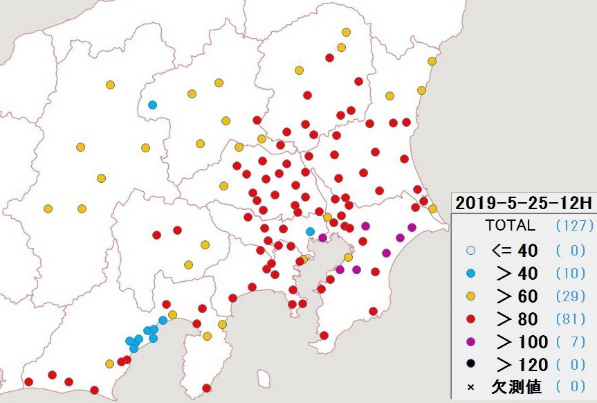 2019-5-25-12H
TOTAL (127)
<= 40 ( 0)
＞ 40 (10)
＞ 60 (29)
＞ 80 (81)
＞ 100 ( 7)
＞ 120 ( 0)
× 欠測値 ( 0)